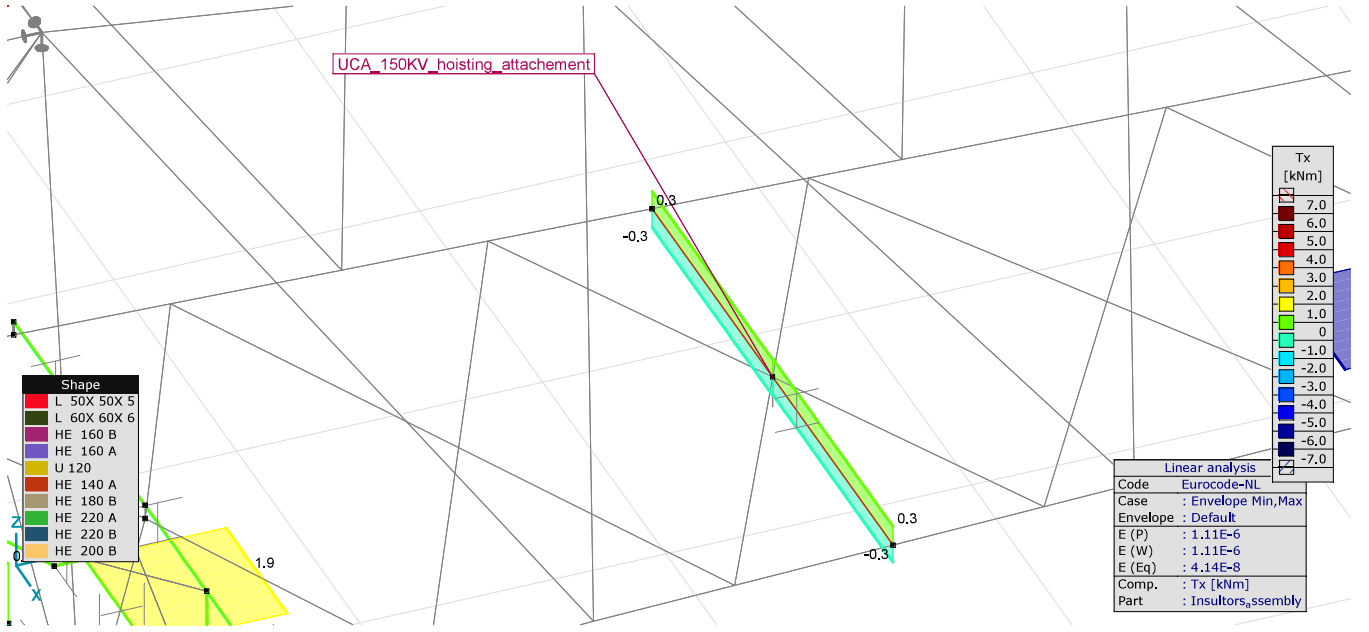 UCA_150KV_hoisting_attachement
0.3
-0.3
0.3
-0.3
1.9
Z
X
Shape
L 50X 50X 5
L 60X 60X 6
HE 160 B
HE 160 A
U 120
HE 140 A
HE 180 B
HE 220 A
HE 220 B
HE 200 B
Tx
[kNm]
7.0
6.0
5.0
4.0
3.0
2.0
1.0
0
-1.0
-2.0
-3.0
-4.0
-5.0
-6.0
-7.0
Linear analysis
Code Eurocode-NL
Case : Envelope Min,Max
Envelope : Default
E (P) : 1.11E-6
E (W) : 1.11E-6
E (Eq) : 4.14E-8
Comp. : Tx [kNm]
Part : Insultors_assembly